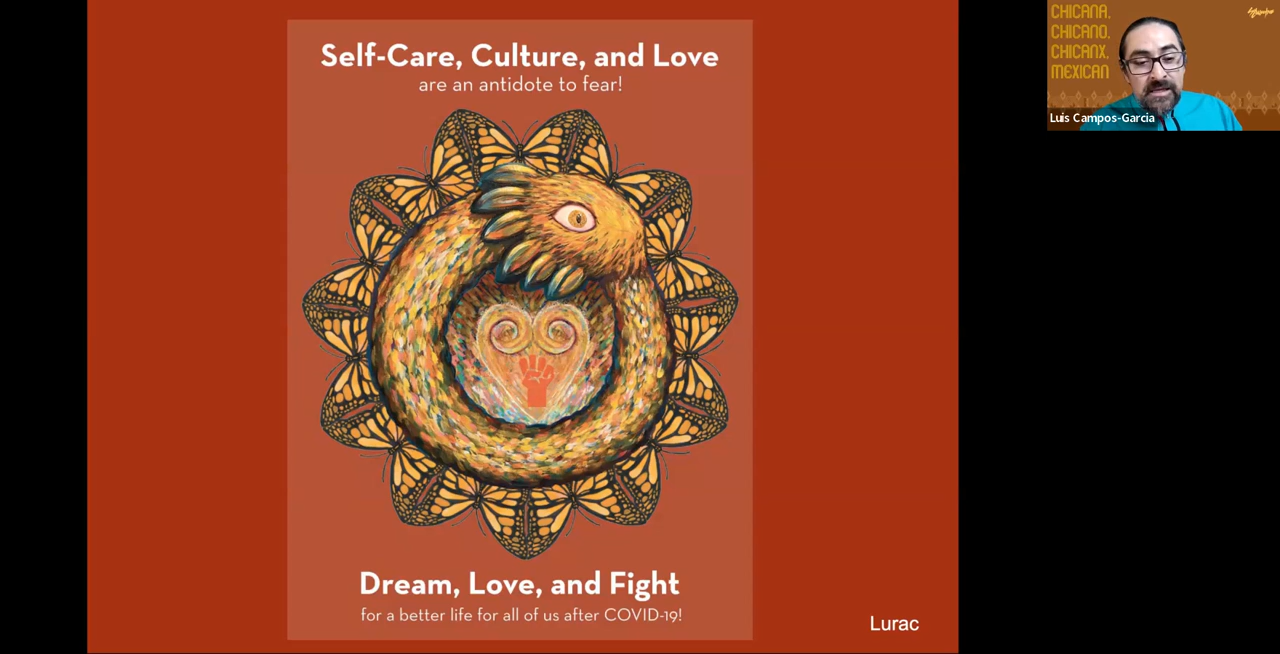 Self-Care, Culture, and Love
are an antidote to fear!
Dream, Love, and Fight
for a better life for all of us after COVID-19!
Lurac
CHICANA,
CHICANO,
CHICANX,
MEXICAN
Luis Campos-Garcia